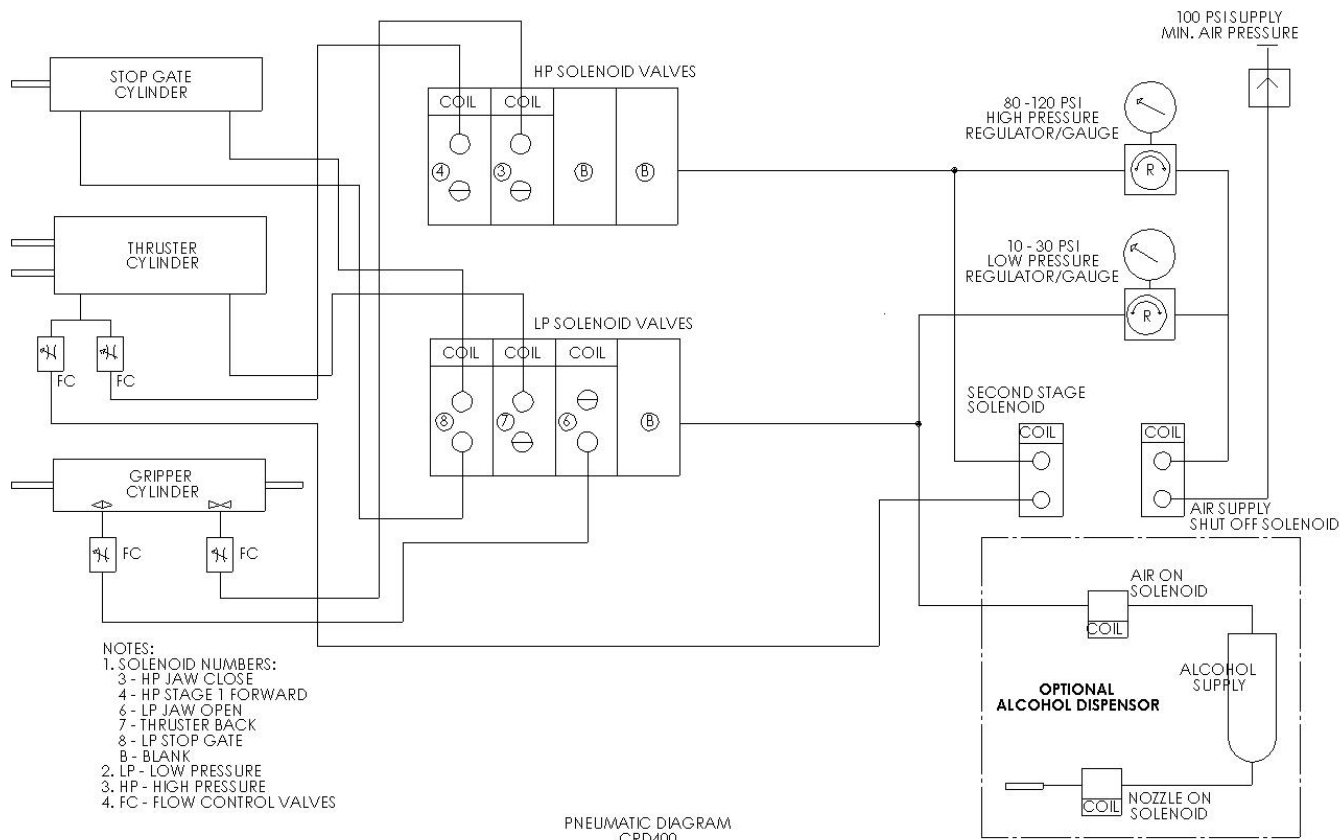 100 PSI SUPPLY
MIN. AIR PRESSURE
STOP GATE
CYLINDER
HP SOLENOID VALVES
COIL
COIL
4
3
B
B
80 -120 PSI
HIGH PRESSURE
REGULATOR/GAUGE
R
THRUSTER
CYLINDER
10 - 30 PSI
LOW PRESSURE
REGULATOR/GAUGE
R
LP SOLENOID VALVES
COIL
COIL
COIL
8
7
6
B
FC
FC
SECOND STAGE
SOLENOID
COIL
COIL
AIR SUPPLY
SHUT OFF SOLENOID
GRIPPER
CYLINDER
FC
FC
AIR ON
SOLENOID
COIL
ALCOHOL
SUPPLY
OPTIONAL
ALCOHOL DISPENSOR
COIL
NOZZLE ON
SOLENOID
NOTES:
1. SOLENOID NUMBERS:
3 - HP JAW CLOSE
4 - HP STAGE 1 FORWARD
6 - LP JAW OPEN
7 - THRUSTER BACK
8 - LP STOP GATE
B - BLANK
2. LP - LOW PRESSURE
3. HP - HIGH PRESSURE
4. FC - FLOW CONTROL VALVES
PNEUMATIC DIAGRAM
CRD400